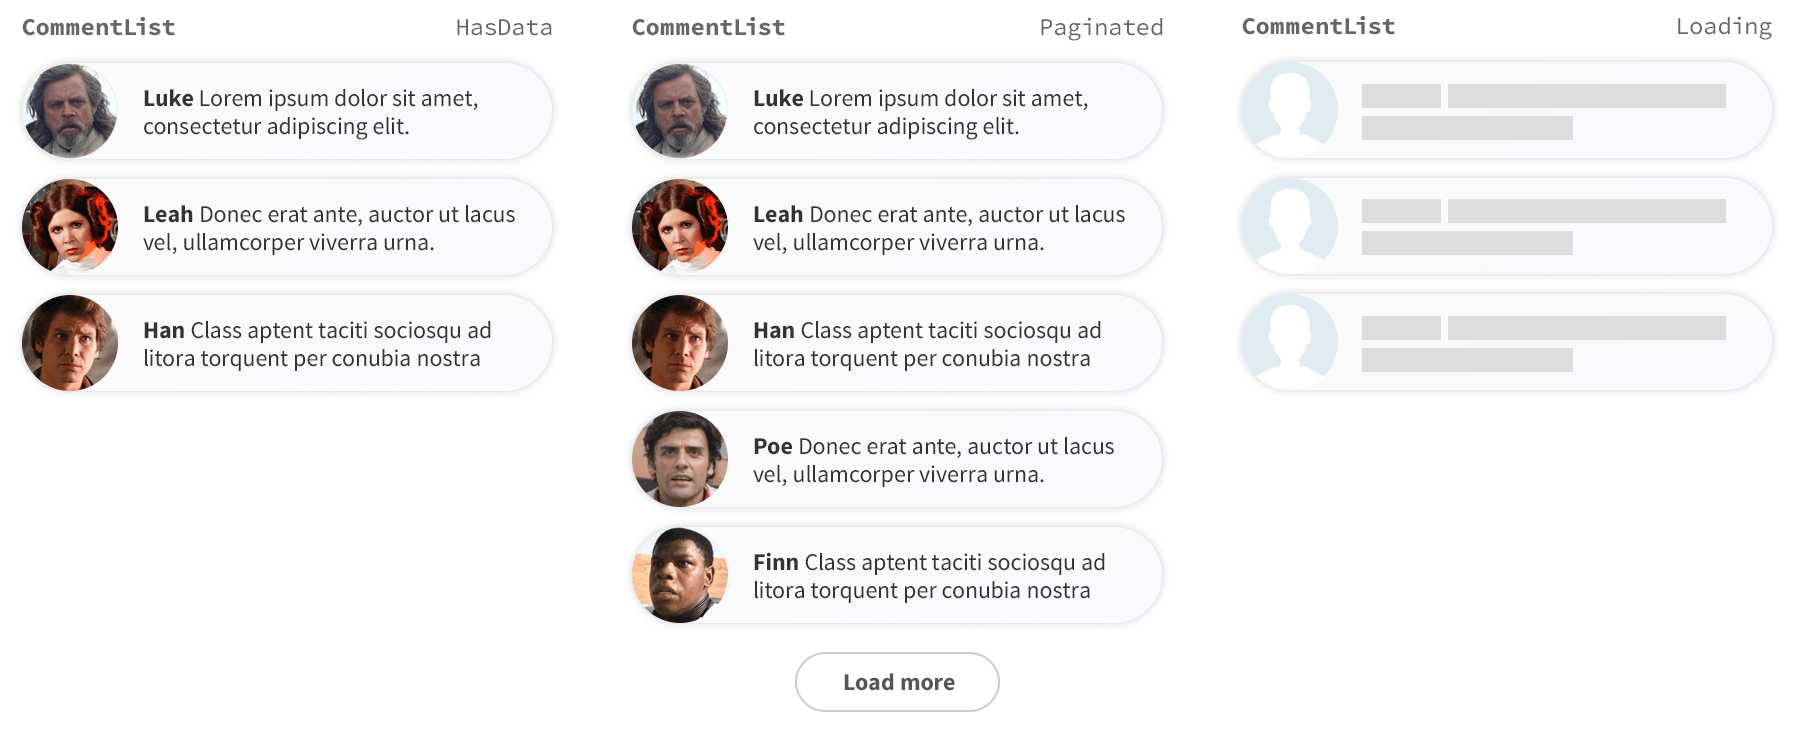 CommentList HasData
Luke Lorem ipsum dolor sit amet,
consectetur adipiscing elit.
Leah Donec erat ante, auctor ut lacus
vel, ullamcorper viverra urna.
Han Class aptent taciti sociosqu ad
litora torquent per conubia nostra
CommentList Paginated
Luke Lorem ipsum dolor sit amet,
consectetur adipiscing elit.
Leah Donec erat ante, auctor ut lacus
vel, ullamcorper viverra urna.
Han Class aptent taciti sociosqu ad
litora torquent per conubia nostra
Poe Donec erat ante, auctor ut lacus
vel, ullamcorper viverra urna.
Finn Class aptent taciti sociosqu ad
litora torquent per conubia nostra
Load more
CommentList Loading